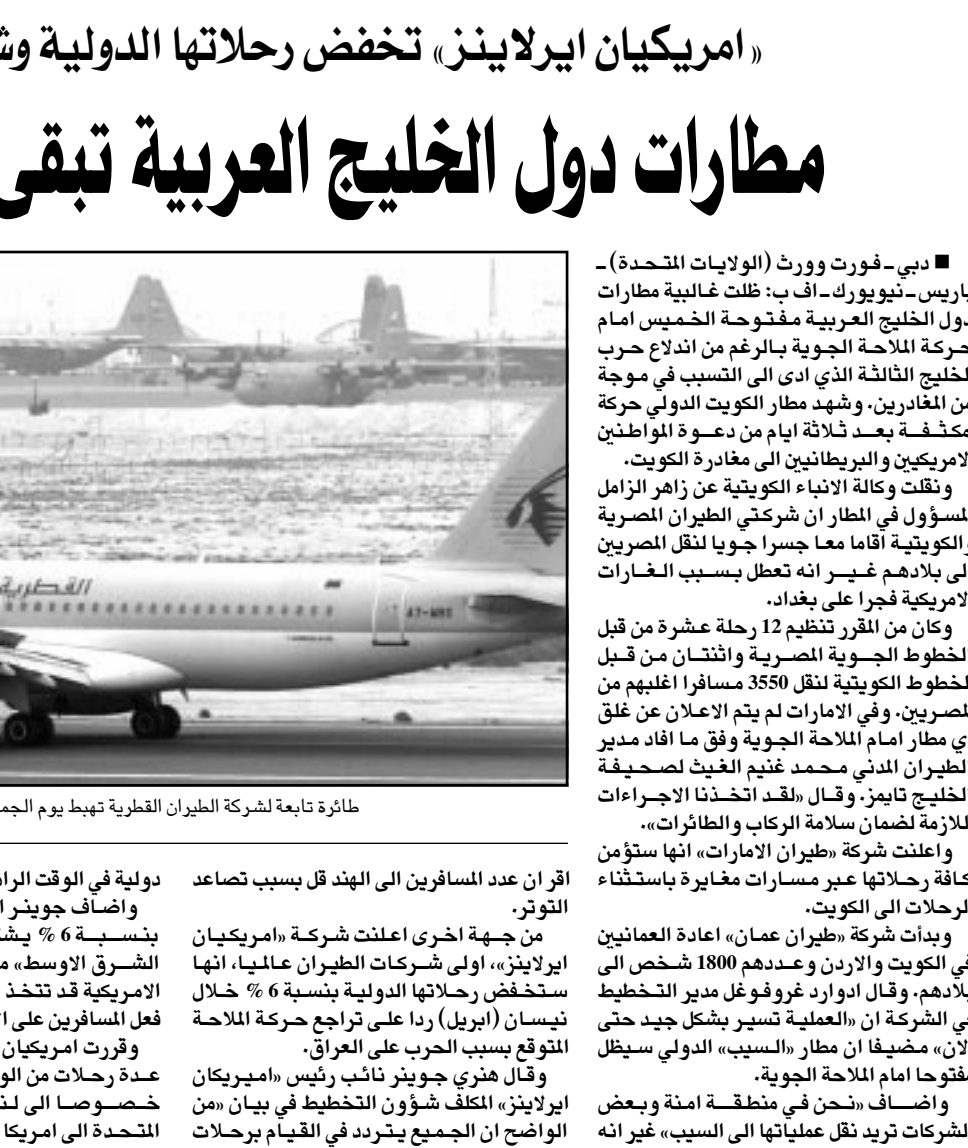 « امريكيان ايرلاينز» تخفض رحلاتها الدولية
مطارات دول الخليج العربية تبقى
■ دبي ـ فورت وورث (الولايات المتحدة) ـ
باريس ـ نيويورك ـ اف ب: ظلت غالبية مطارات
دول الخليج العربية مفتوحة الخميس امام
حركة الملاحة الجوية بالرغم من اندلاع حرب
الخليج الثالثة الذي ادى الى التسبب في موجة
من المغادرين. وشهد مطار الكويت الدولي حركة
مكثفة بعد ثلاثة ايام من دعوة المواطنين
الامريكيين والبريطانيين الى مغادرة الكويت.
ونقلت وكالة الانباء الكويتية عن زاهر الزامل
المسؤول في المطار ان شركتي الطيران المصرية
والكويتية اقاما معا جسرا جويا لنقل المصريين
الى بلادهم غير انه تعطل بسبب الغارات
الامريكية فجرا على بغداد.
وكان من المقرر تنظيم 12 رحلة عشرة من قبل
الخطوط الجوية المصرية واثنتان من قبل
الخطوط الكويتية لنقل 3550 مسافرا اغلبهم من
المصريين. وفي الامارات لم يتم الاعلان عن غلق
اي مطار امام الملاحة الجوية وفق ما افاد مدير
الطيران المدني محمد غنيم الغيث لصحيفة
الخليج تايمز. وقال «لقد اتخذنا الاجراءات
اللازمة لضمان سلامة الركاب والطائرات».
واعلنت شركة «طيران الامارات» انها ستؤمن
كافة رحلاتها عبر مسارات مغايرة باستثناء
الرحلات الى الكويت.
وبدأت شركة «طيران عمان» اعادة العمانيين
في الكويت والاردن وعددهم 1800 شخص الى
بلادهم. وقال ادوارد غروفوغل مدير التخطيط
في الشركة ان «العملية تسير بشكل جيد حتى
الان» مضيفا ان مطار «السيب» الدولي سيظل
مفتوحا امام الملاحة الجوية.
واضاف «نحن في منطقة امنة وبعض
الشركات تريد نقل عملياتها الى السيب» غير انه
القطرية
طائرة تابعة لشركة الطيران القطرية تهبط يوم
اقر ان عدد المسافرين الى الهند قل بسبب تصاعد
التوتر.
من جهة اخرى اعلنت شركة «امريكيان
ايرلاينز»، اولى شركات الطيران عالميا، انها
ستخفض رحلاتها الدولية بنسبة 6 % خلال
نيسان (ابريل) ردا على تراجع حركة الملاحة
المتوقع بسبب الحرب على العراق.
وقال هنري جوينر نائب رئيس «اميريكان
ايرلاينز» المكلف شؤون التخطيط في بيان «من
الواضح ان الجميع يتردد في القيام برحلات
دولية في الوقت
واضاف جوينر
بنسبة 6 %
الشرق الاوسط»
الامريكية قد تتخذ
فعل المسافرين على
وقررت امريكيان
عدة رحلات من
خصوصا الى
المتحدة الى امريكا